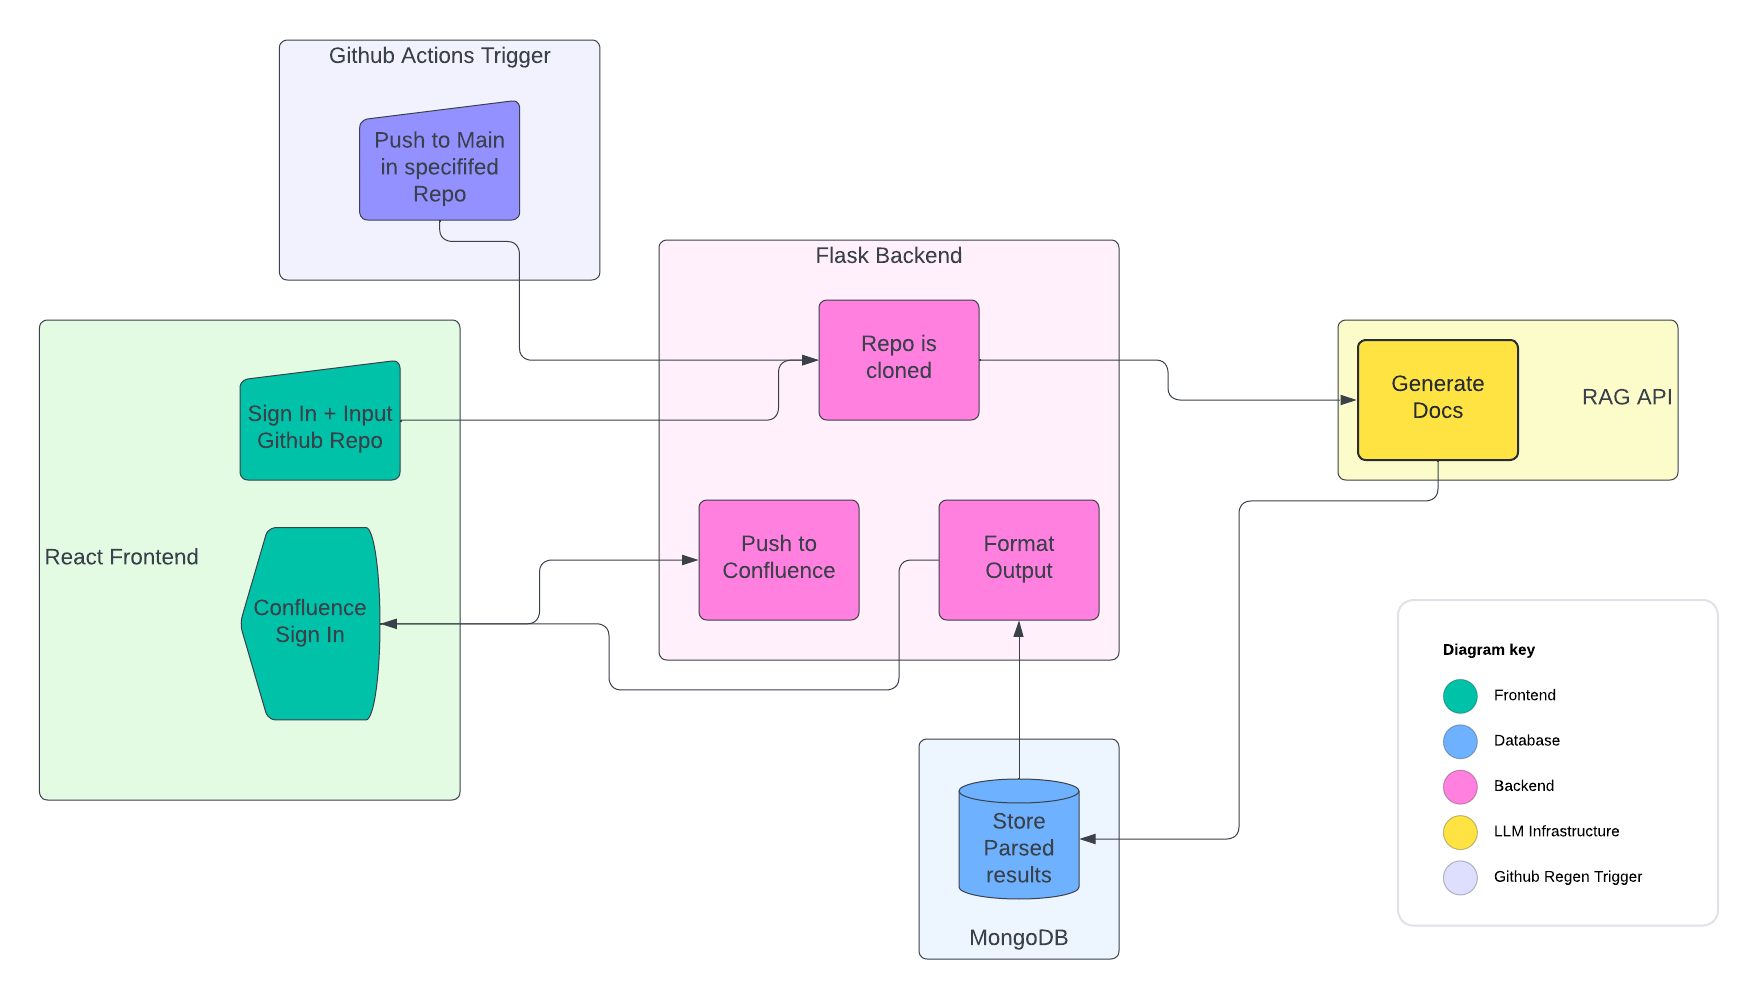 Github Actions Trigger
Push to Main
in specififed
Repo
Flask Backend
Repo is
cloned
Generate
Docs
RAG API
Sign In + Input
Github Repo
React Frontend
Confluence
Sign In
Push to
Confluence
Format
Output
Store
Parsed
results
MongoDB
Diagram key
Frontend
Database
Backend
LLM Infrastructure
Github Regen Trigger